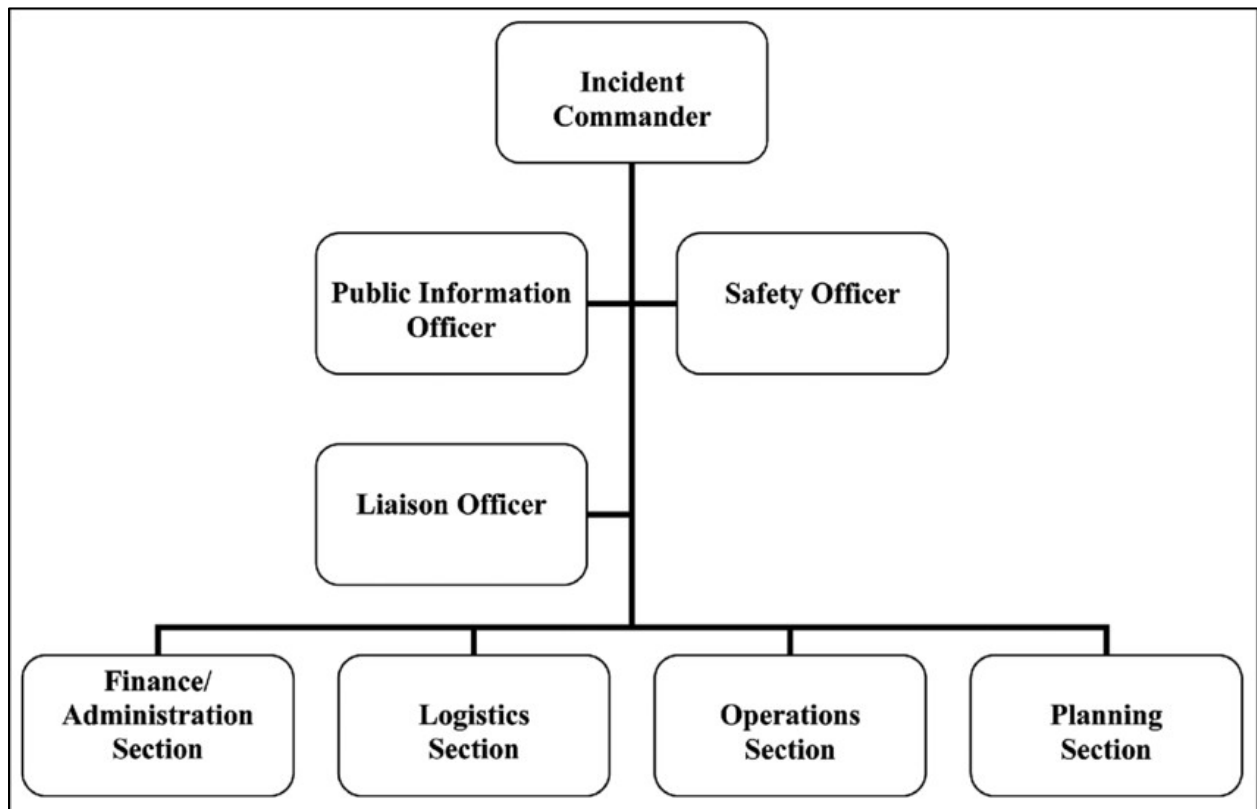 Incident
Commander
Public Information
Officer
Safety Officer
Liaison Officer
Finance/
Administration
Section
Logistics
Section
Operations
Section
Planning
Section